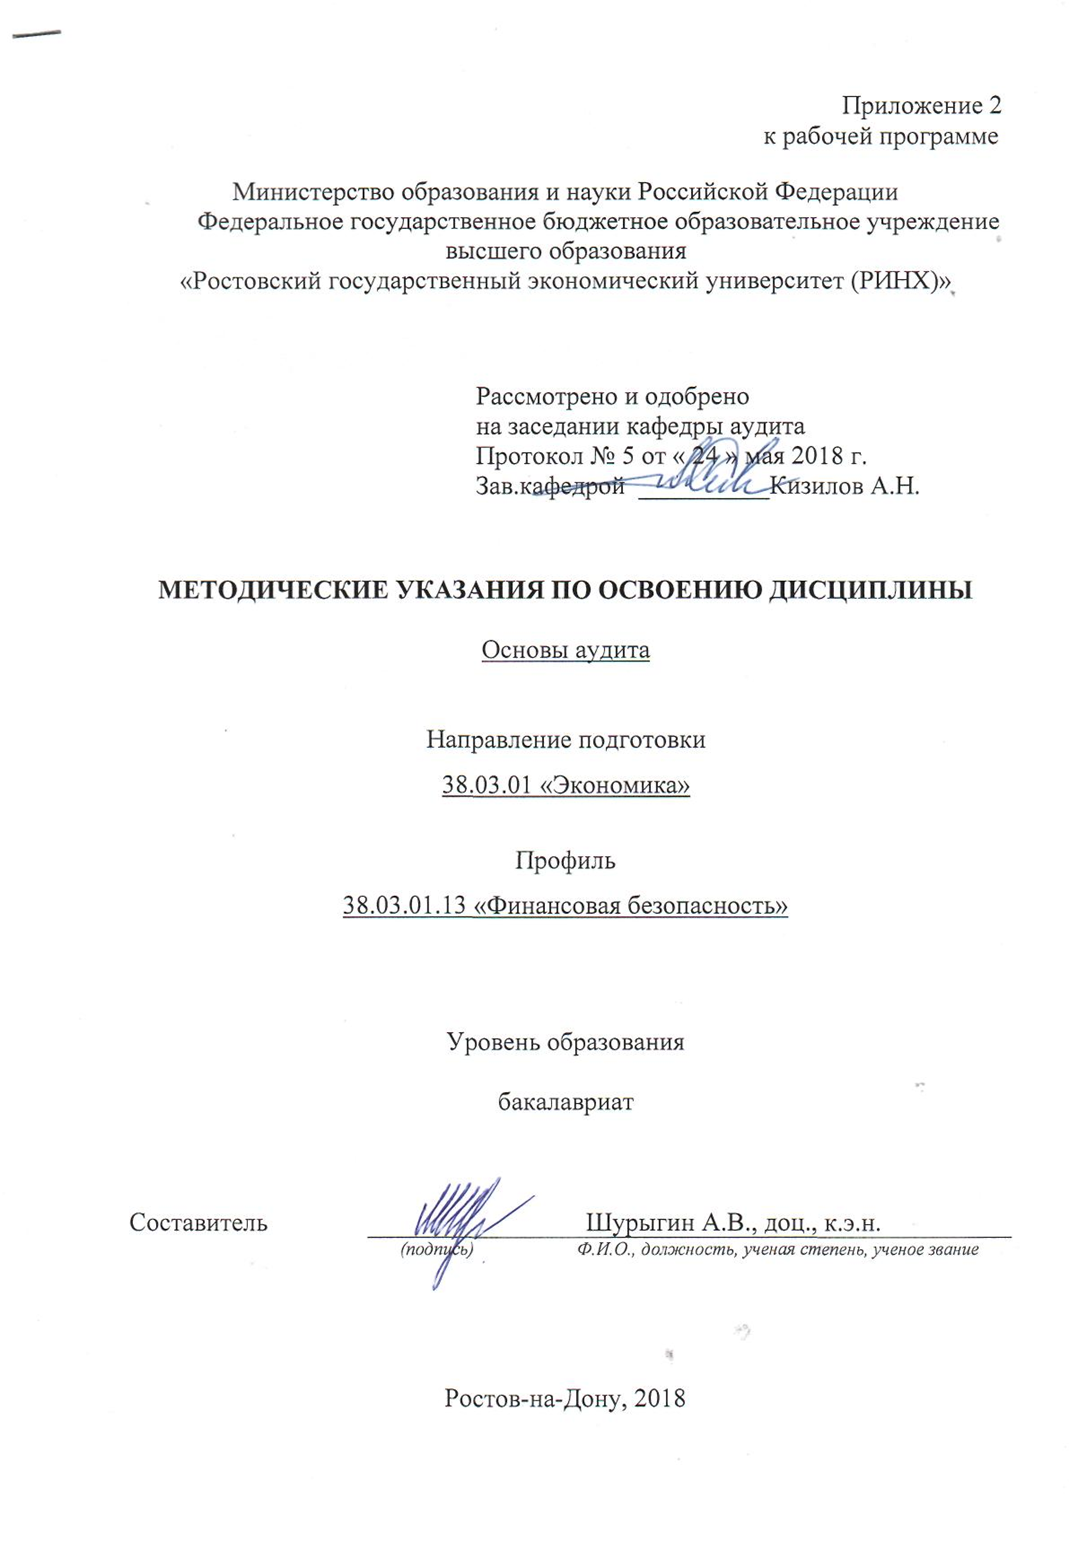 Приложение 2
к рабочей программе
Министерство образования и науки Российской Федерации
Федеральное государственное бюджетное образовательное учреждение
высшего образования
«Ростовский государственный экономический университет (РИНХ)»
Рассмотрено и одобрено
на заседании кафедры аудита
Протокол № 5 от « 24 » мая 2018 г.
Зав.кафедрой __________Кизилов А.Н.
МЕТОДИЧЕСКИЕ УКАЗАНИЯ ПО ОСВОЕНИЮ ДИСЦИПЛИНЫ
Основы аудита
Направление подготовки
38.03.01 «Экономика»
Профиль
38.03.01.13 «Финансовая безопасность»
Уровень образования
бакалавриат
Составитель Шурыгин А.В., доц., к.э.н.
(подпись) Ф.И.О., должность, ученая степень, ученое звание
Ростов-на-Дону, 2018